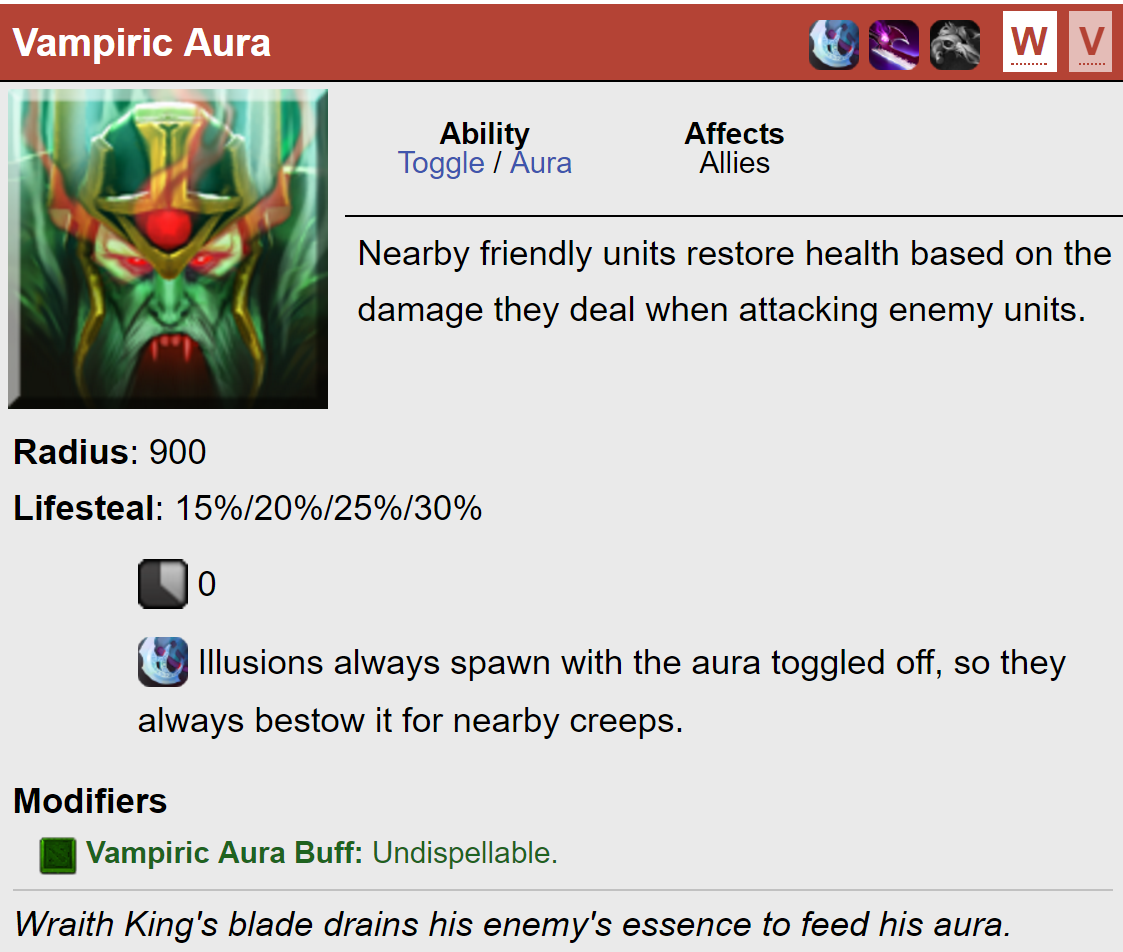 Vampiric Aura W V
Ability Affects
Toggle / Aura Allies
Nearby friendly units restore health based on the
damage they deal when attacking enemy units.
Radius: 900
Lifesteal: 15%/20%/25%/30%
0
Illusions always spawn with the aura toggled off, so they
always bestow it for nearby creeps.
Modifiers
Vampiric Aura Buff: Undispellable.
Wraith King's blade drains his enemy's essence to feed his aura.